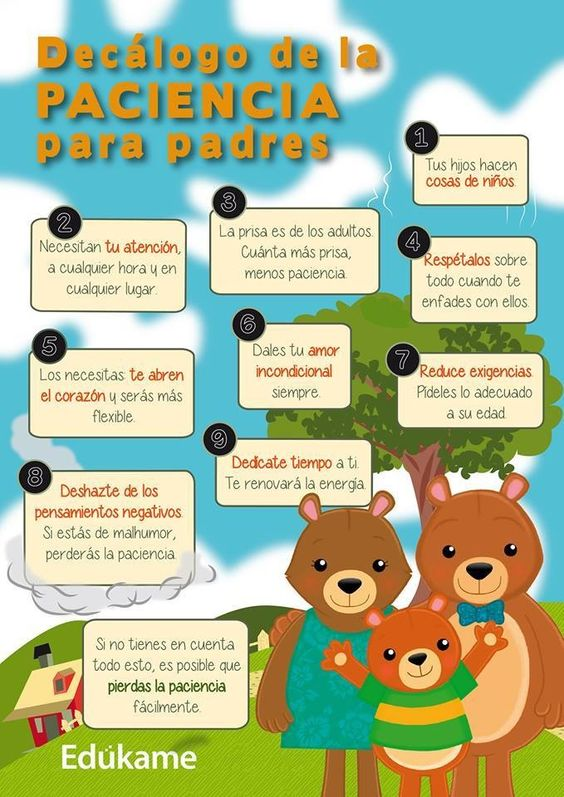 Decálogo de la
PACIENCIA
para padres
1
Tus hijos hacen
cosas de niños.
2
Necesitan tu atención,
a cualquier hora y en
cualquier lugar.
3
La prisa es de los adultos.
Cuánta más prisa,
menos paciencia.
4
Respétalos sobre
todo cuando te
enfades con ellos.
5
Los necesitas: te abren
el corazón y serás más
flexible.
6
Dales tu amor
incondicional
siempre.
7
Reduce exigencias.
Pídeles lo adecuado
a su edad.
8
Deshazte de los
pensamientos negativos.
Si estás de malhumor,
perderás la paciencia.
9
Dedícate tiempo a ti.
Te renovará la energía.
Si no tienes en cuenta
todo esto, es posible que
pierdas la paciencia
fácilmente.
Edúkame